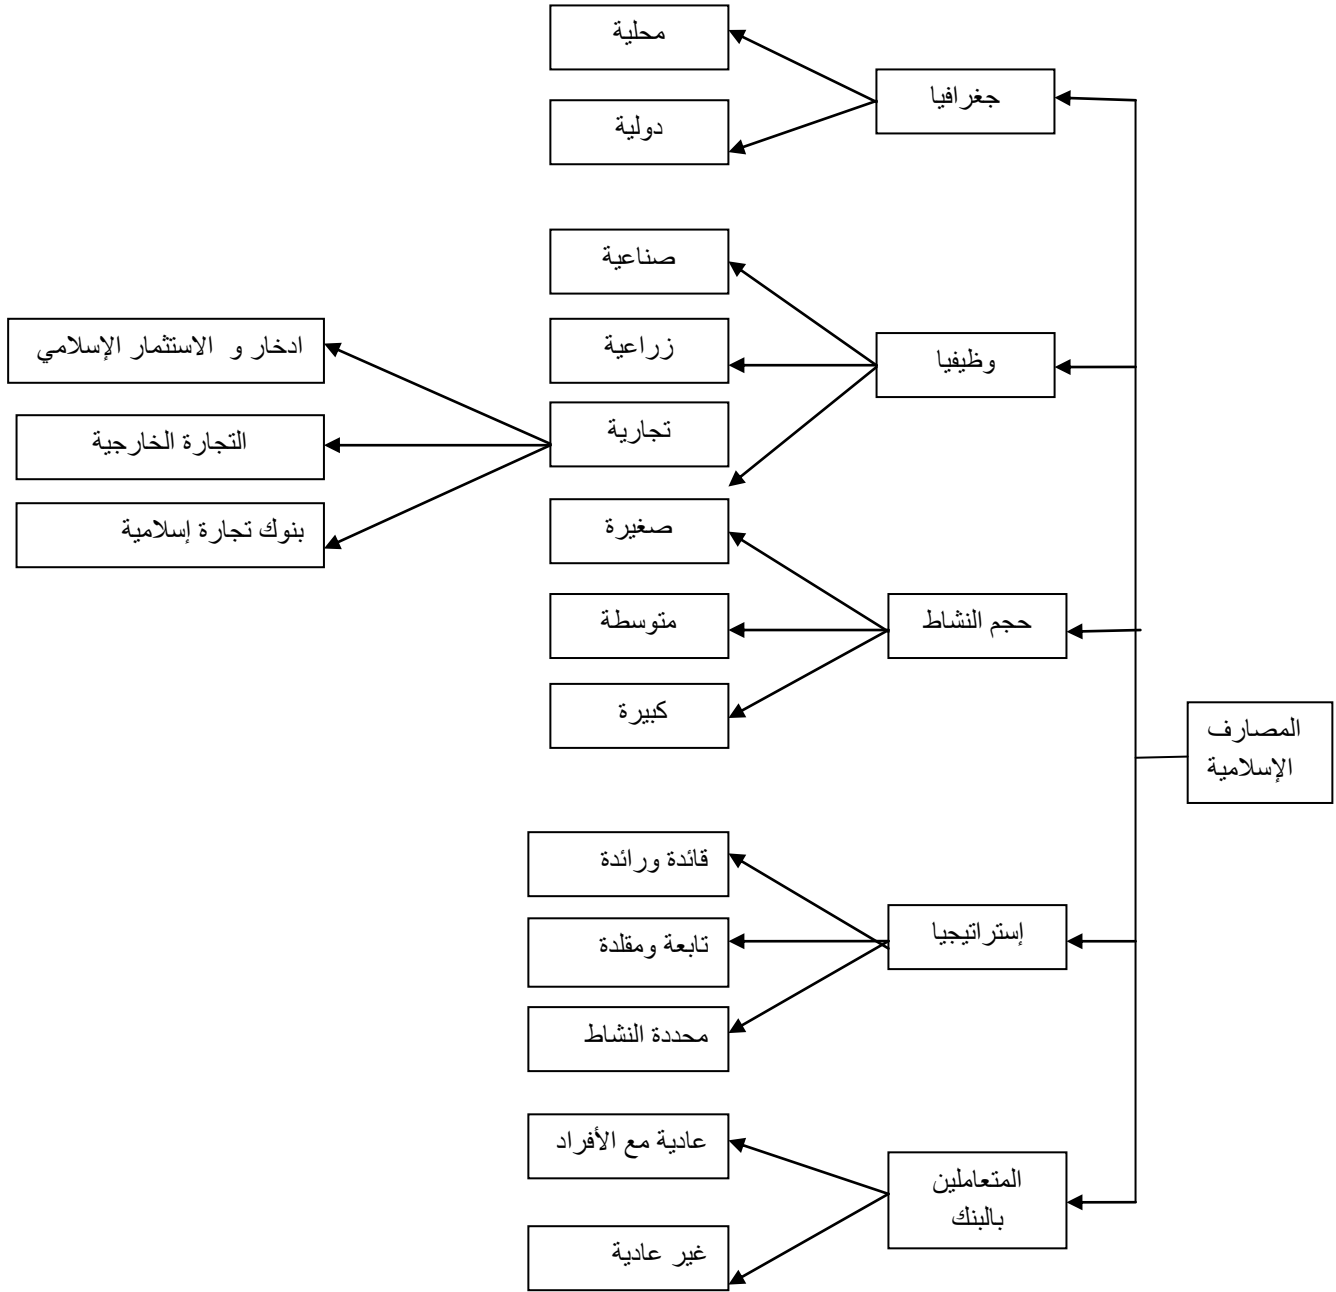 المصارف
الإسلامية
جغرافيا
محلية
دولية
وظيفيا
صناعية
زراعية
تجارية
ادخار و الاستثمار الإسلامي
التجارة الخارجية
بنوك تجارة إسلامية
حجم النشاط
صغيرة
متوسطة
كبيرة
إستراتيجيا
قائدة ورائدة
تابعة ومقلدة
محددة النشاط
المتعاملين
بالبنك
عادية مع الأفراد
غير عادية